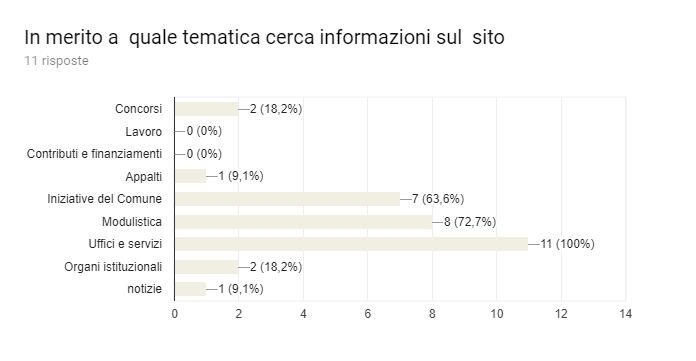 In merito a  quale tematica cerca informazioni sul  sito
11 risposte
Concorsi 2 (18,2%)
Lavoro 0 (0%)
Contributi e finanziamenti 0 (0%)
Appalti 1 (9,1%)
Iniziative del Comune 7 (63,6%)
Modulistica 8 (72,7%)
Uffici e servizi 11 (100%)
Organi istituzionali 2 (18,2%)
notizie 1 (9,1%)
0 2 4 6 8 10 12 14